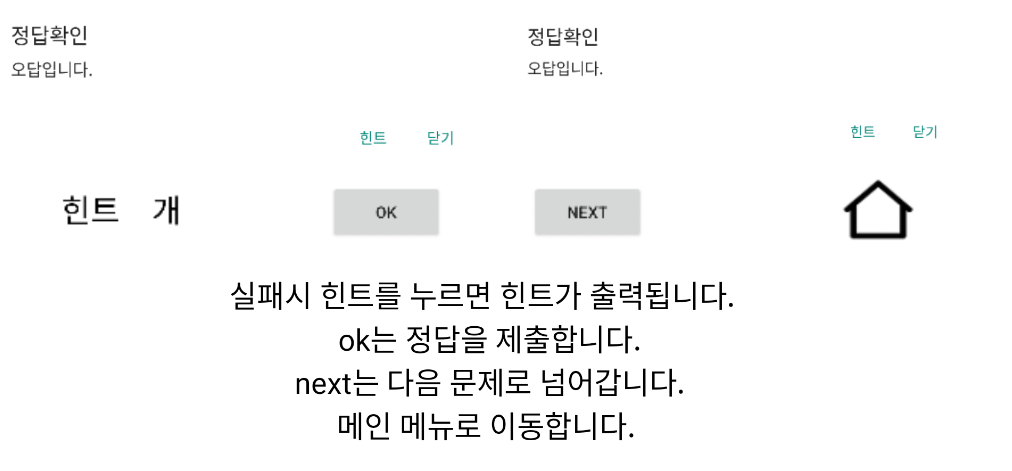 정답확인
오답입니다.
힌트 닫기
정답확인
오답입니다.
힌트 닫기
힌트 개
OK
NEXT
실패시 힌트를 누르면 힌트가 출력됩니다.
ok는 정답을 제출합니다.
next는 다음 문제로 넘어갑니다.
메인 메뉴로 이동합니다.